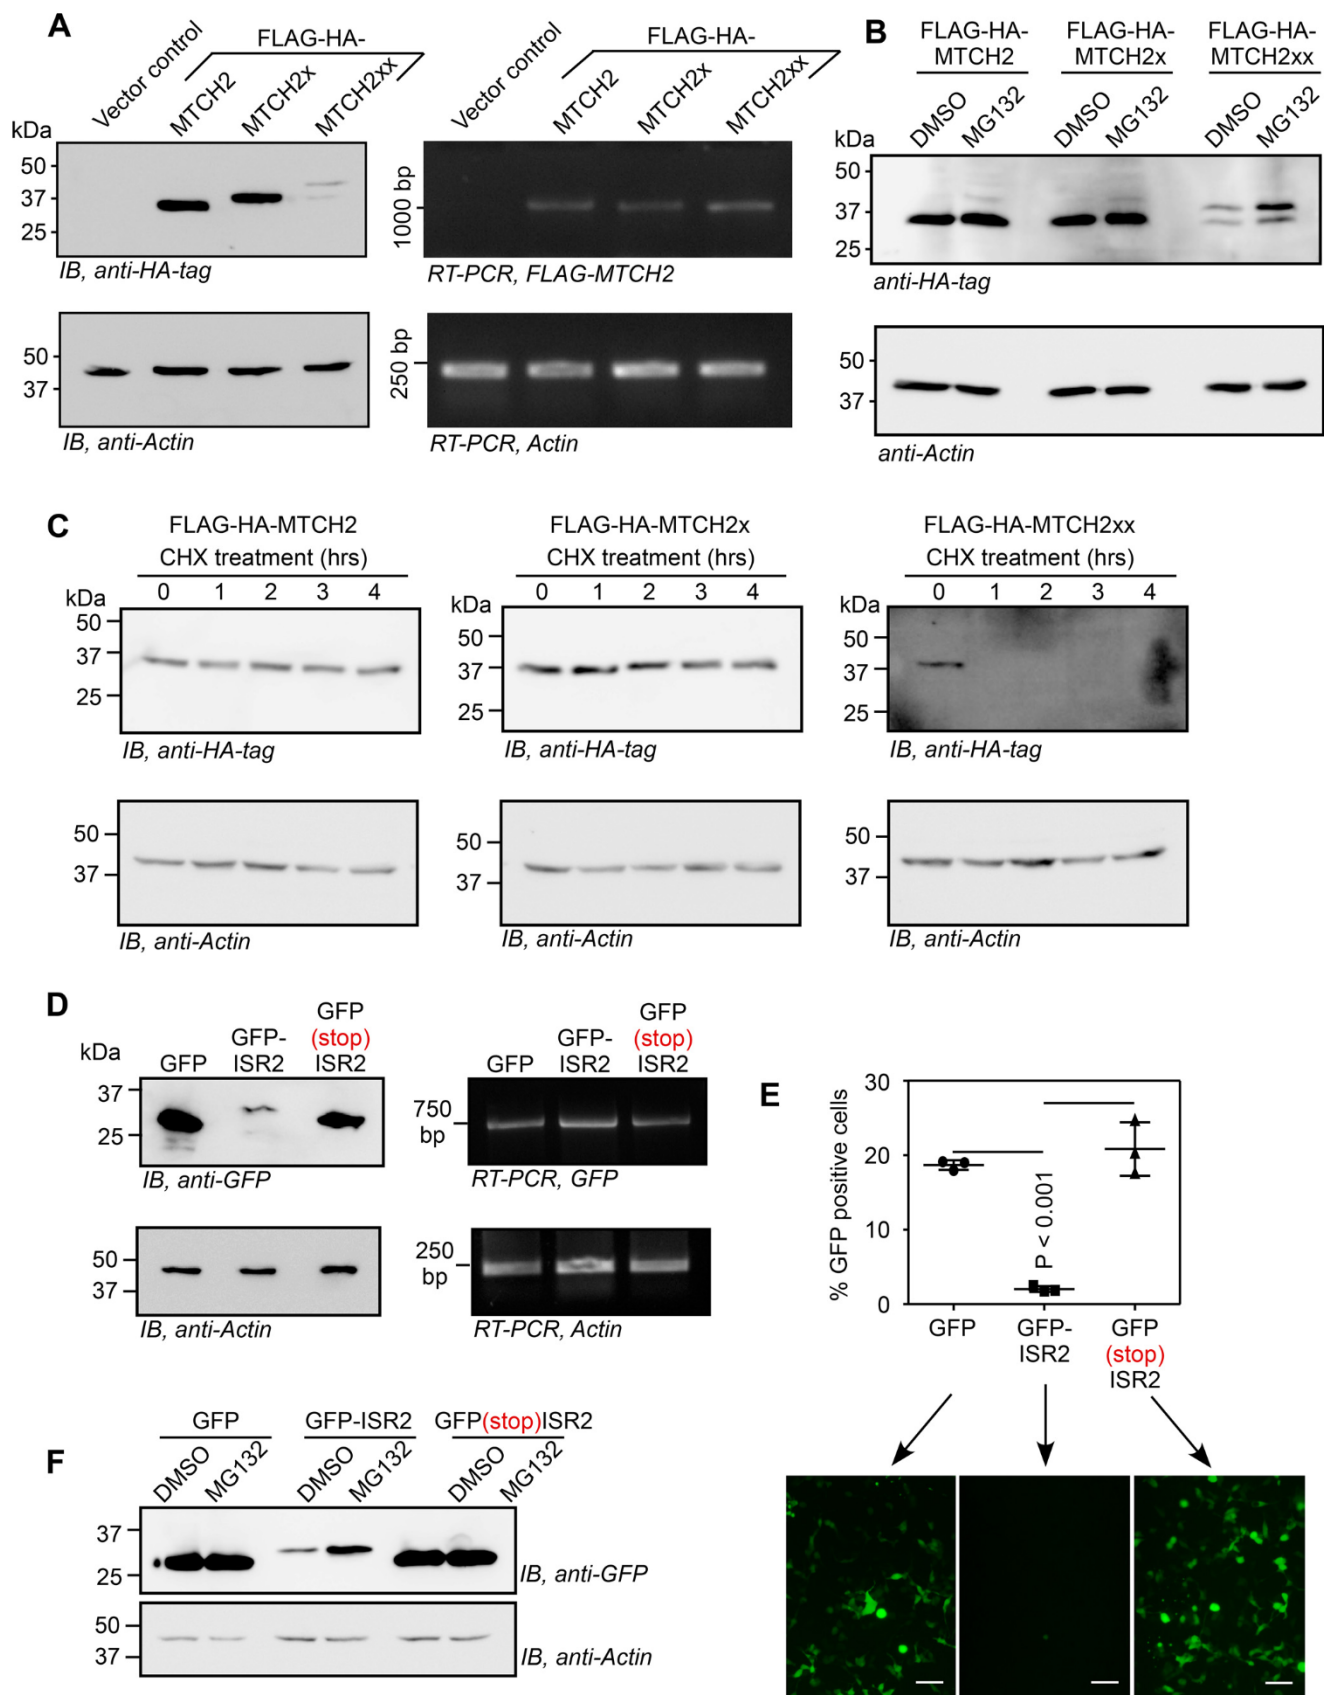 A
FLAG-HA-
Vector control
MTCH2
MTCH2x
MTCH2xx
kDa
50
37
25
IB, anti-HA-tag
50
37
IB, anti-Actin
FLAG-HA-
Vector control
MTCH2
MTCH2x
MTCH2xx
1000 bp
RT-PCR, FLAG-MTCH2
250 bp
RT-PCR, Actin
B
FLAG-HA-
MTCH2
FLAG-HA-
MTCH2x
FLAG-HA-
MTCH2xx
DMSO
MG132
DMSO
MG132
DMSO
MG132
kDa
50
37
25
anti-HA-tag
50
37
anti-Actin
C
FLAG-HA-MTCH2
CHX treatment (hrs)
0 1 2 3 4
kDa
50
37
25
IB, anti-HA-tag
50
37
IB, anti-Actin
FLAG-HA-MTCH2x
CHX treatment (hrs)
0 1 2 3 4
kDa
50
37
25
IB, anti-HA-tag
50
37
IB, anti-Actin
FLAG-HA-MTCH2xx
CHX treatment (hrs)
0 1 2 3 4
kDa
50
37
25
IB, anti-HA-tag
50
37
IB, anti-Actin
D
kDa
GFP
GFP-
ISR2
GFP
(stop)
ISR2
37
25
IB, anti-GFP
50
37
IB, anti-Actin
GFP
GFP-
ISR2
GFP
(stop)
ISR2
750
bp
RT-PCR, GFP
250
bp
RT-PCR, Actin
E
% GFP positive cells
30
20
10
0
P < 0.001
GFP
GFP-
ISR2
GFP
(stop)
ISR2
F
GFP
GFP-ISR2
GFP(stop)ISR2
DMSO
MG132
DMSO
MG132
DMSO
MG132
37
25
IB, anti-GFP
50
37
IB, anti-Actin